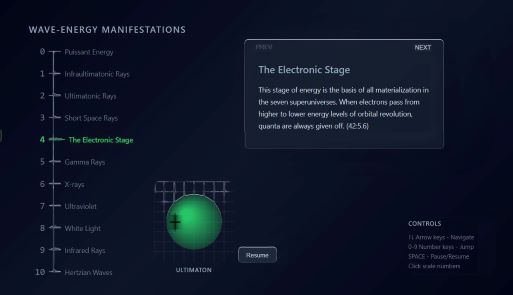 WAVE-ENERGY MANIFESTATIONS
0 Puissant Energy
1 Infraultimatonic Rays
2 Ultimatonic Rays
3 Short Space Rays
4 The Electronic Stage
5 Gamma Rays
6 X-rays
7 Ultraviolet
8 White Light
9 Infrared Rays
10 Hertzian Waves
PREV NEXT
The Electronic Stage
This stage of energy is the basis of all materialization in
the seven superuniverses. When electrons pass from
higher to lower energy levels of orbital revolution,
quanta are always given off. (42:5.6)
ULTIMATON
Resume
CONTROLS
↑↓ Arrow keys - Navigate
0-9 Number keys - Jump
SPACE - Pause/Resume
Click scale numbers